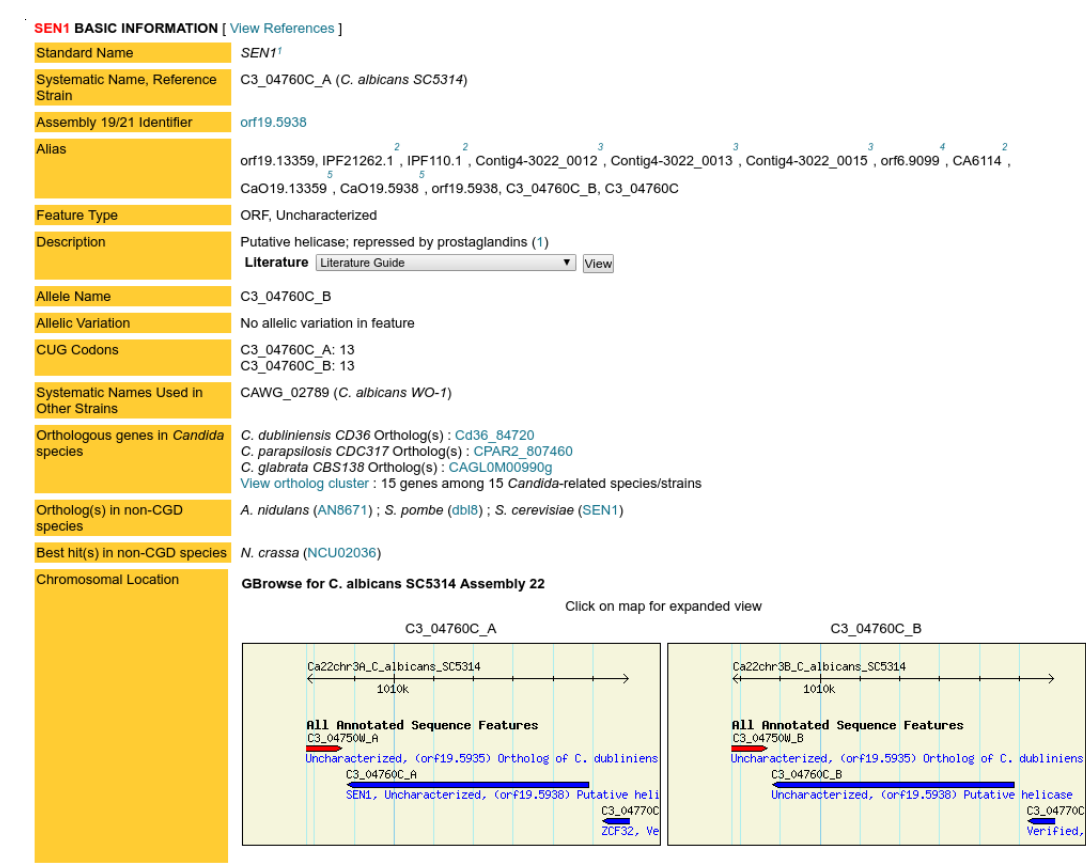 SEN1 BASIC INFORMATION [ View References ]
Standard Name SEN1 1
Systematic Name, Reference Strain C3_04760C_A (C. albicans SC5314)
Assembly 19/21 Identifier orf19.5938
Alias
orf19.13359, IPF21262.1 2 , IPF110.1 2 , Contig4-3022_0012 3 , Contig4-3022_0013 3 , Contig4-3022_0015 3 , orf6.9099 4 , CA6114 2 ,
CaO19.13359 5 , CaO19.5938 5 , orf19.5938, C3_04760C_B, C3_04760C
Feature Type ORF, Uncharacterized
Description Putative helicase; repressed by prostaglandins (1)
Literature Literature Guide View
Allele Name C3_04760C_B
Allelic Variation No allelic variation in feature
CUG Codons C3_04760C_A: 13
C3_04760C_B: 13
Systematic Names Used in Other Strains CAWG_02789 (C. albicans WO-1)
Orthologous genes in Candida species
C. dubliniensis CD36 Ortholog(s) : Cd36_84720
C. parapsilosis CDC317 Ortholog(s) : CPAR2_807460
C. glabrata CBS138 Ortholog(s) : CAGL0M00990g
View ortholog cluster : 15 genes among 15 Candida-related species/strains
Ortholog(s) in non-CGD species A. nidulans (AN8671) ; S. pombe (dbl8) ; S. cerevisiae (SEN1)
Best hit(s) in non-CGD species N. crassa (NCU02036)
Chromosomal Location
GBrowse for C. albicans SC5314 Assembly 22
Click on map for expanded view
C3_04760C_A
Ca22chr3A_C_albicans_SC5314
1010k
All Annotated Sequence Features
C3_04750W_A
Uncharacterized, (orf19.5935) Ortholog of C. dubliniens
C3_04760C_A
SEN1, Uncharacterized, (orf19.5938) Putative heli
C3_04770C
ZCF32, Ve
C3_04760C_B
Ca22chr3B_C_albicans_SC5314
1010k
All Annotated Sequence Features
C3_04750W_B
Uncharacterized, (orf19.5935) Ortholog of C. dubliniens
C3_04760C_B
Uncharacterized, (orf19.5938) Putative helicase
C3_04770C
Verified,